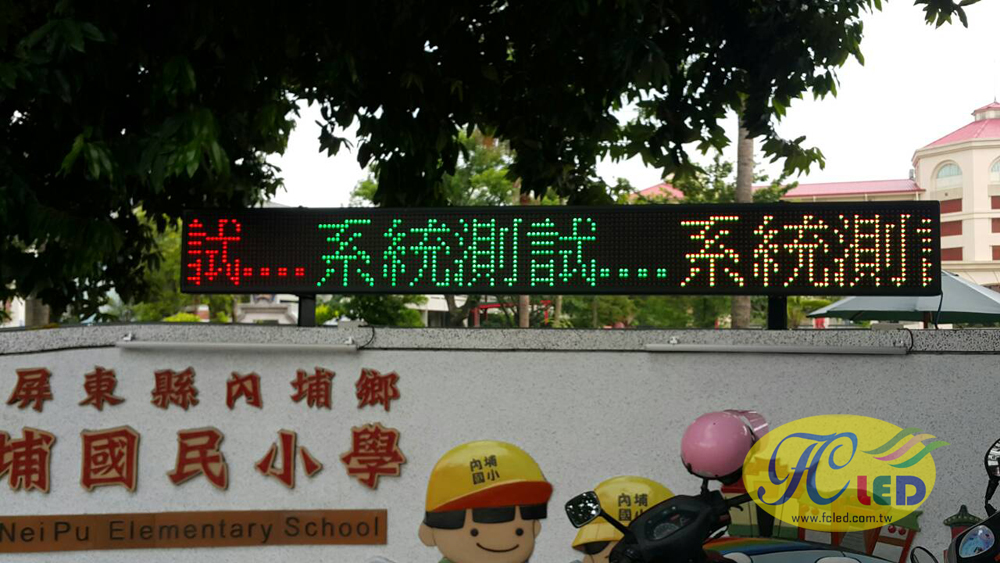 試.... 系統測試.... 系統測
屏東縣內埔鄉
埔國民小學
NeiPu Elementary School
內埔
國小
內埔
國小
FC
LED
www.fcled.com.tw